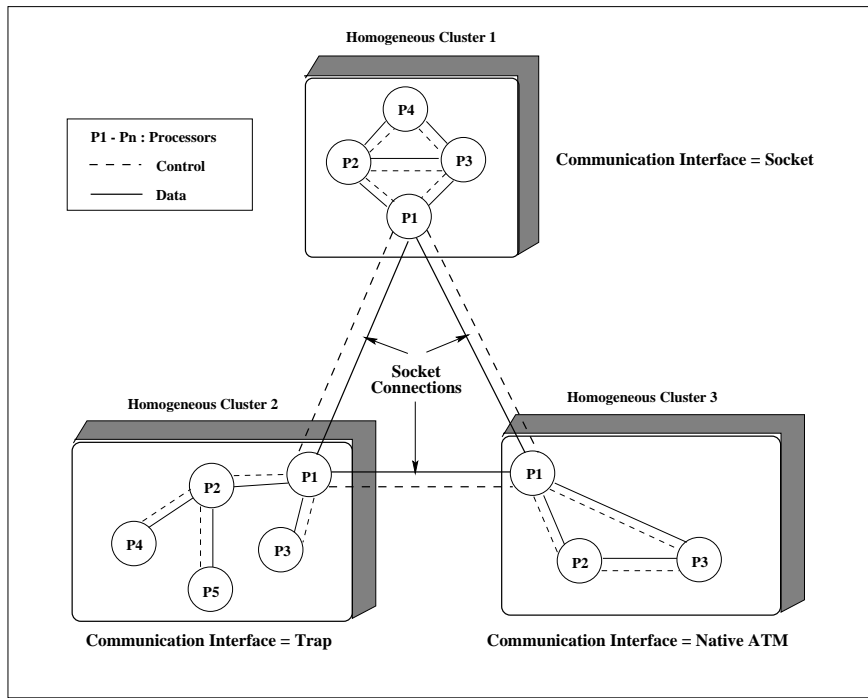 Homogeneous Cluster 1
P1 - Pn : Processors
Control
Data
P4
P2
P3
P1
Communication Interface = Socket
Socket
Connections
Homogeneous Cluster 2
P1
P2
P4
P3
P5
Communication Interface = Trap
Homogeneous Cluster 3
P1
P2
P3
Communication Interface = Native ATM